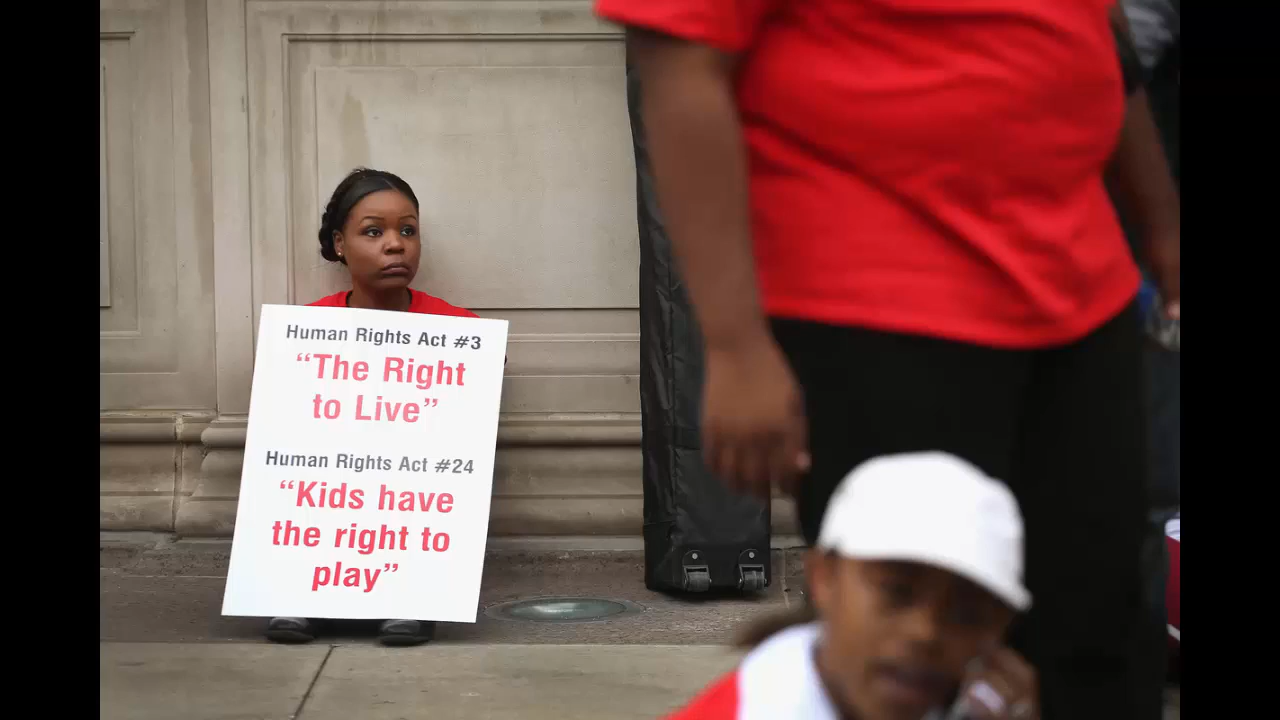 Human Rights Act #3
“The Right
to Live”
Human Rights Act #24
“Kids have
the right to
play”